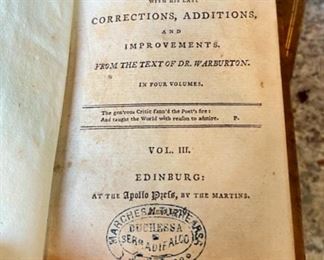 WITH HIS LAST
CORRECTIONS, ADDITIONS,
AND
IMPROVEMENTS.
FROM THE TEXT OF DR. WARBURTON.
IN FOUR VOLUMES.
The gen'rous Critic fann'd the Poet's fire:
And taught the World with reason to admire. P.
VOL. III.
EDINBURG:
AT THE Apollo Press, BY THE MARTINS.
DUCHESSA
SERRADIFALCO